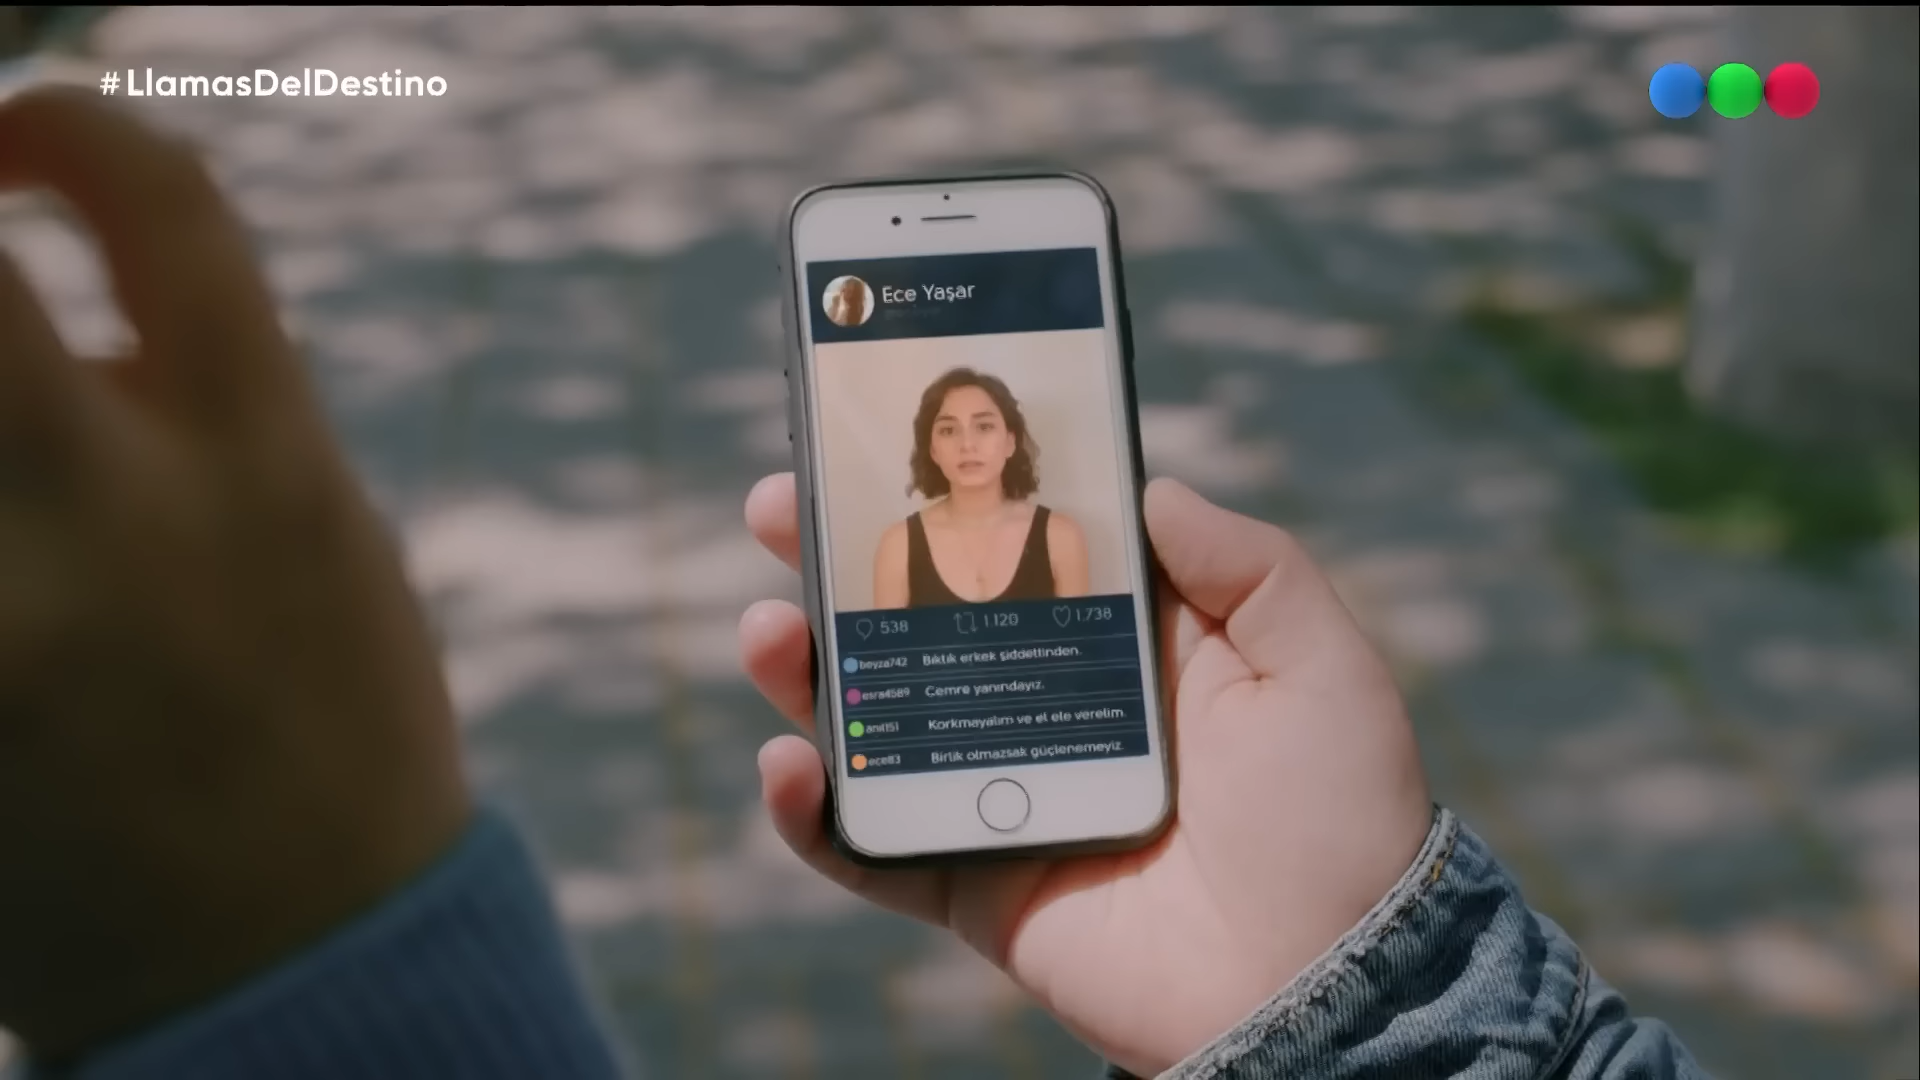 #LlamasDelDestino
Ece Yaşar
538 1.120 1.738
beyza742 Bıktık erkek şiddetinden.
esra4589 Cemre yanındayız.
anıl151 Korkmayalım ve el ele verelim.
ece83 Birlik olmazsak güçlenemeyiz.